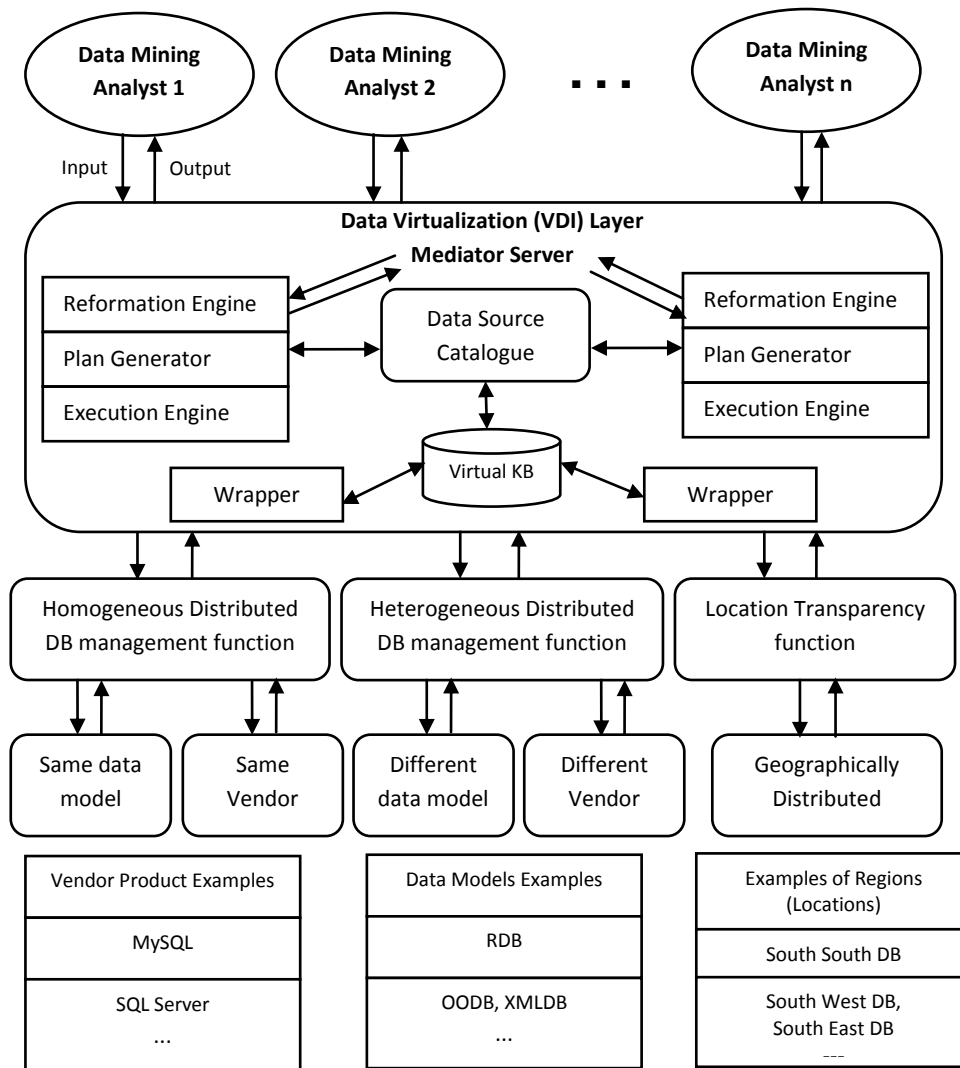 Data Mining
Analyst 1
Data Mining
Analyst 2
...
Data Mining
Analyst n
Input
Output
Data Virtualization (VDI) Layer
Mediator Server
Reformation Engine
Plan Generator
Execution Engine
Data Source
Catalogue
Reformation Engine
Plan Generator
Execution Engine
Virtual KB
Wrapper
Wrapper
Homogeneous Distributed
DB management function
Heterogeneous Distributed
DB management function
Location Transparency
function
Same data
model
Same
Vendor
Different
data model
Different
Vendor
Geographically
Distributed
Vendor Product Examples
MySQL
SQL Server
...
Data Models Examples
RDB
OODB, XMLDB
...
Examples of Regions
(Locations)
South South DB
South West DB,
South East DB
---